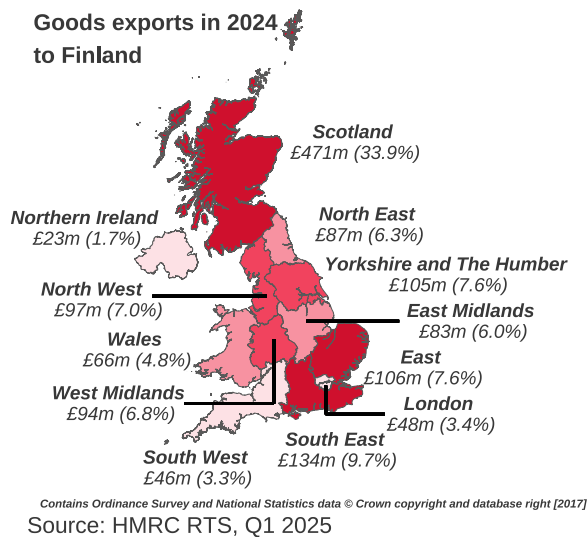 Goods exports in 2024
to Finland
Scotland
£471m (33.9%)
Northern Ireland
£23m (1.7%)
North East
£87m (6.3%)
Yorkshire and The Humber
£105m (7.6%)
North West
£97m (7.0%)
East Midlands
£83m (6.0%)
Wales
£66m (4.8%)
East
£106m (7.6%)
West Midlands
£94m (6.8%)
London
£48m (3.4%)
South East
£134m (9.7%)
South West
£46m (3.3%)
Contains Ordnance Survey and National Statistics data © Crown copyright and database right [2017]
Source: HMRC RTS, Q1 2025